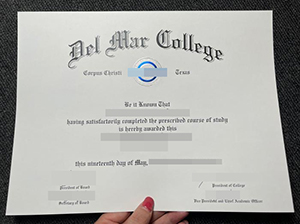 Del Mar College
Corpus Christi Texas
Be it Known That
having satisfactorily completed the prescribed course of study
is hereby awarded this
this nineteenth day of May,
President of Board
President of College
Secretary of Board
Vice President and Chief Academic Officer